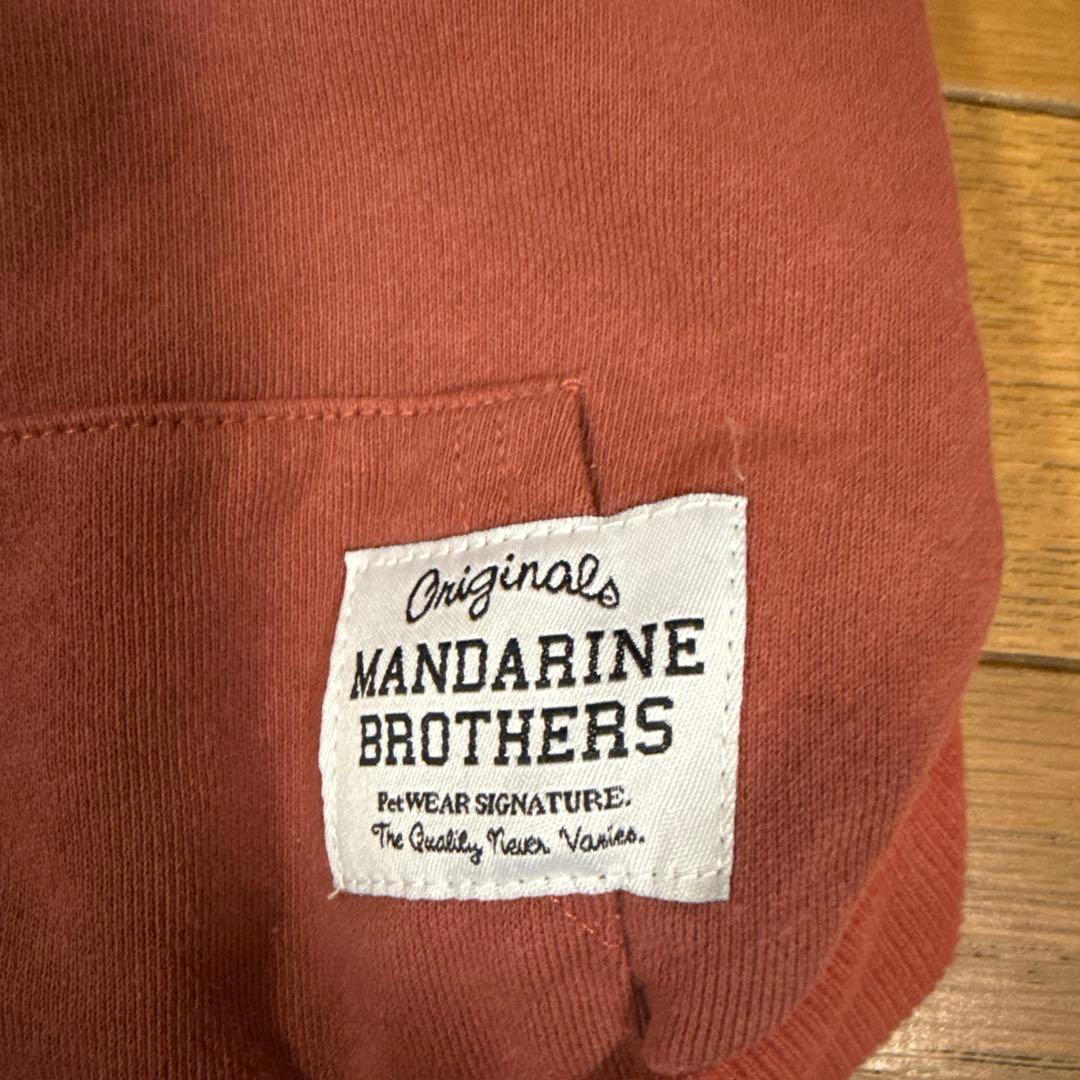 Originals
MANDARINE
BROTHERS
PetWEAR SIGNATURE.
The Quality Never Varies.